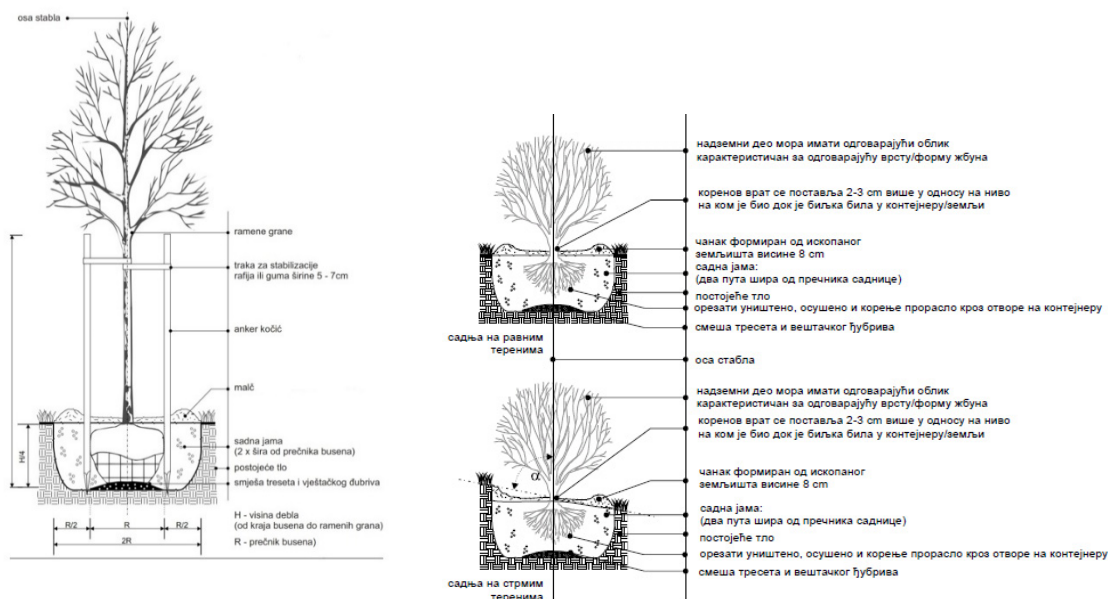 osa stabla
ramene grane
traka za stabilizacije
rafija ili guma širine 5 - 7cm
anker kočić
malč
sadna jama
(2 x šira od prečnika busena)
postojeće tlo
smješa treseta i vještačkog đubriva
H/4
R/2
R
R/2
2R
H - visina debla
(od kraja busena do ramenih grana)
R - prečnik busena)
надземни део мора имати одговарајући облик
карактеристичан за одговарајућу врсту/форму жбуна
коренов врат се поставља 2-3 cm више у односу на ниво
на ком је био док је биљка била у контејнеру/земљи
чанак формиран од ископаног
земљишта висине 8 cm
садна јама:
(два пута шира од пречника саднице)
постојеће тло
орезати уништено, осушено и корење прорасло кроз отворе на контејнеру
смеша тресета и вештачког ђубрива
садња на равним
теренима
оса стабла
надземни део мора имати одговарајући облик
карактеристичан за одговарајућу врсту/форму жбуна
коренов врат се поставља 2-3 cm више у односу на ниво
на ком је био док је биљка била у контејнеру/земљи
α
чанак формиран од ископаног
земљишта висине 8 cm
садна јама:
(два пута шира од пречника саднице)
постојеће тло
орезати уништено, осушено и корење прорасло кроз отворе на контејнеру
смеша тресета и вештачког ђубрива
садња на стрмим
теренима